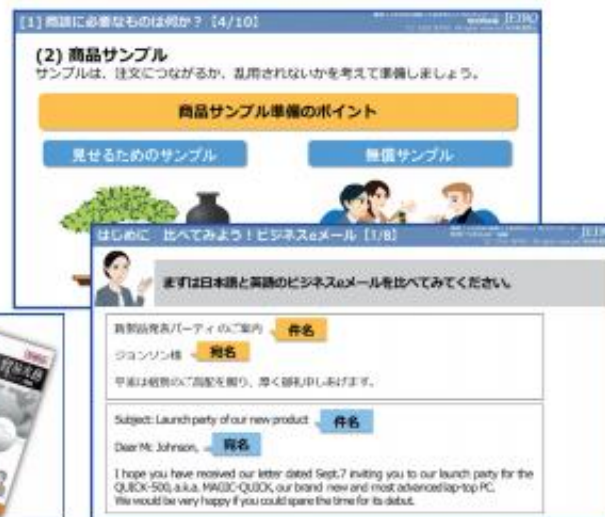 [1] 商談に必要なものは何か？ [4/10]
JETRO
(2) 商品サンプル
サンプルは、注文につながるか、乱用されないかを考えて準備しましょう。
商品サンプル準備のポイント
見せるためのサンプル
無償サンプル
はじめに 比べてみよう！ビジネスeメール [1/8]
JETRO
まずは日本語と英語のビジネスeメールを比べてみてください。
新製品発表パーティのご案内 件名
ジョンソン様 宛名
平素は格別のご高配を賜り、厚く御礼申しあげます。
Subject: Launch party of our new product 件名
Dear Mr. Johnson, 宛名
I hope you have received our letter dated Sept.7 inviting you to our launch party for the
QUICK-500, a.k.a. MAGIC-QUICK, our brand new and most advanced lap-top PC.
We would be very happy if you could spare the time for its debut.